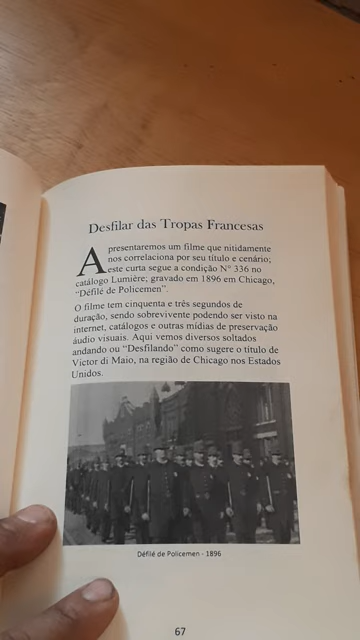 Desfilar das Tropas Francesas
Apresentaremos um filme que nitidamente
nos correlaciona por seu título e cenário;
este curta segue a condição Nº 336 no
catálogo Lumière; gravado em 1896 em Chicago,
"Défilé de Policemen".
O filme tem cinquenta e três segundos de
duração, sendo sobrevivente podendo ser visto na
internet, catálogos e outras mídias de preservação
áudio visuais. Aqui vemos diversos soltados
andando ou "Desfilando" como sugere o título de
Victor di Maio, na região de Chicago nos Estados
Unidos.
Défilé de Policemen - 1896
67